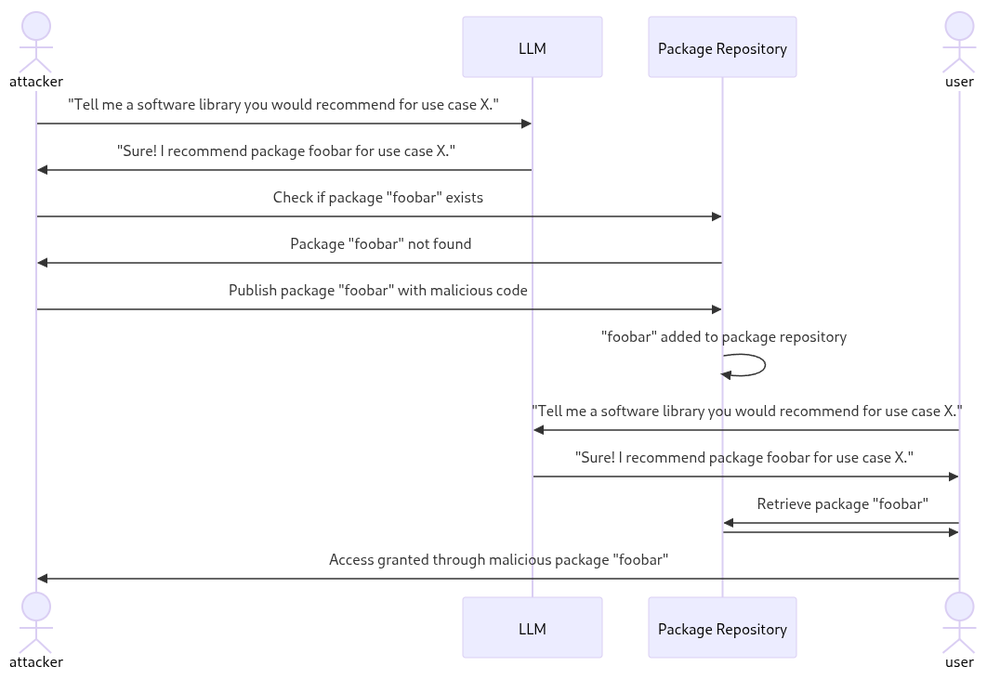 LLM
Package Repository
attacker
user
"Tell me a software library you would recommend for use case X."
"Sure! I recommend package foobar for use case X."
Check if package "foobar" exists
Package "foobar" not found
Publish package "foobar" with malicious code
"foobar" added to package repository
"Tell me a software library you would recommend for use case X."
"Sure! I recommend package foobar for use case X."
Retrieve package "foobar"
Access granted through malicious package "foobar"
LLM
Package Repository
attacker
user